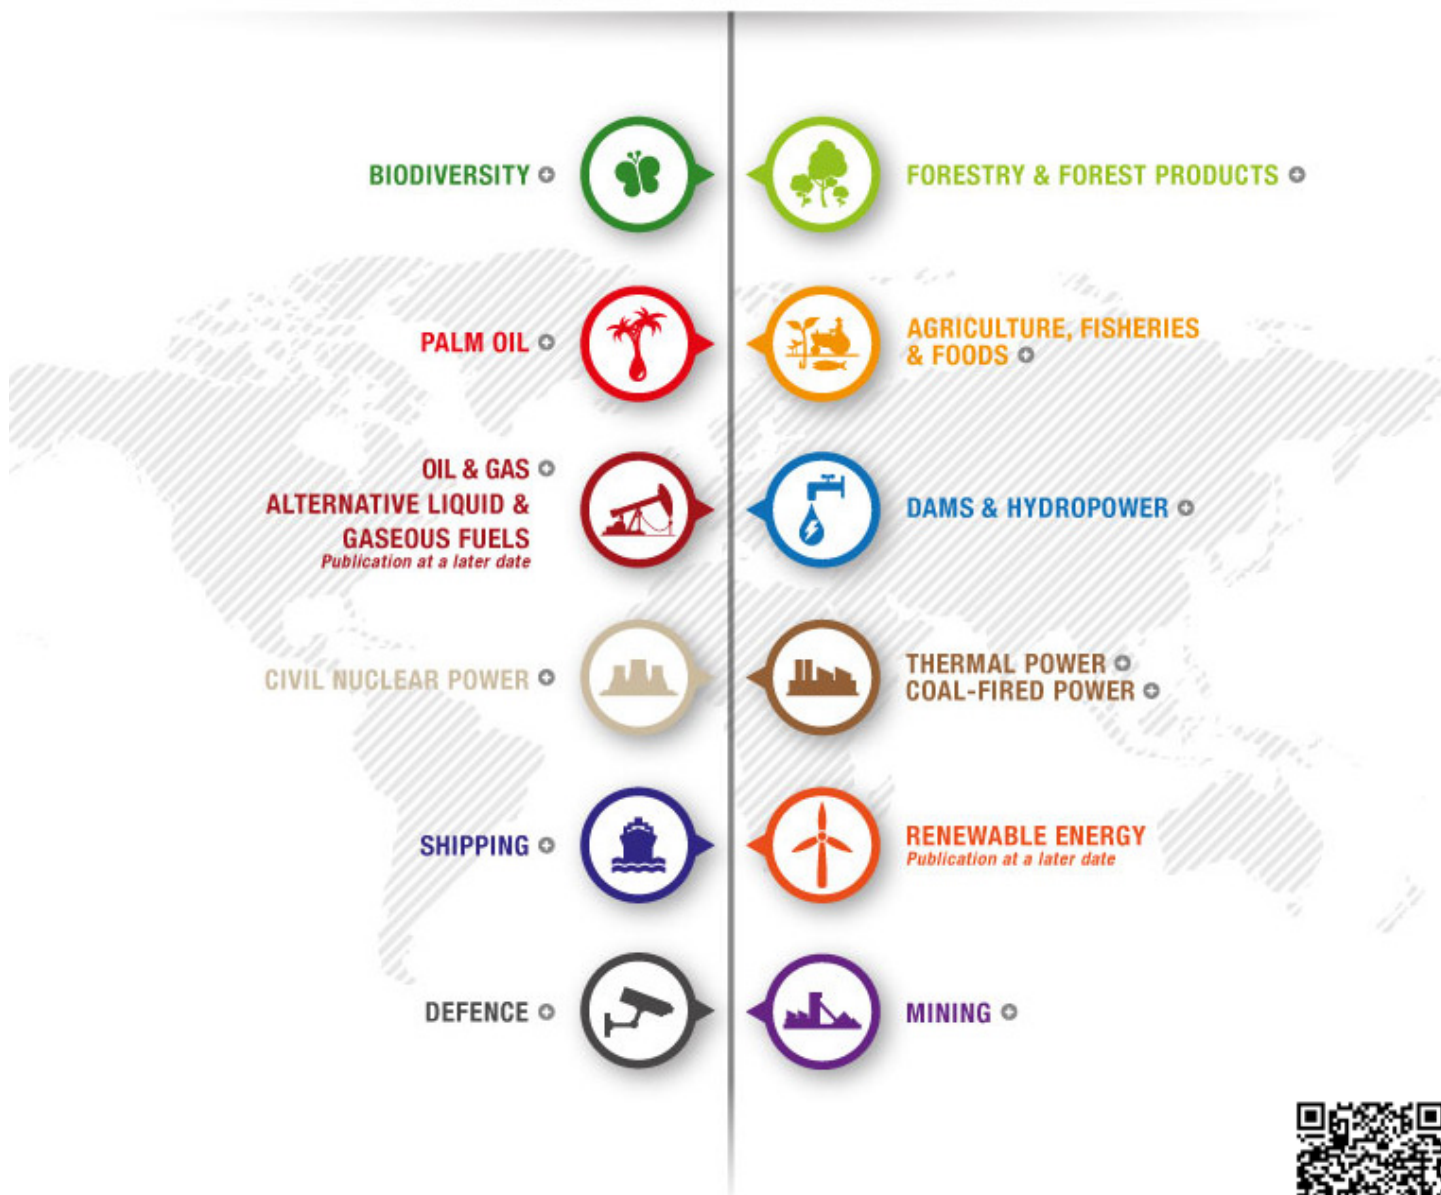 BIODIVERSITY
FORESTRY & FOREST PRODUCTS
PALM OIL
AGRICULTURE, FISHERIES
& FOODS
OIL & GAS
ALTERNATIVE LIQUID &
GASEOUS FUELS
Publication at a later date
DAMS & HYDROPOWER
CIVIL NUCLEAR POWER
THERMAL POWER
COAL-FIRED POWER
SHIPPING
RENEWABLE ENERGY
Publication at a later date
DEFENCE
MINING